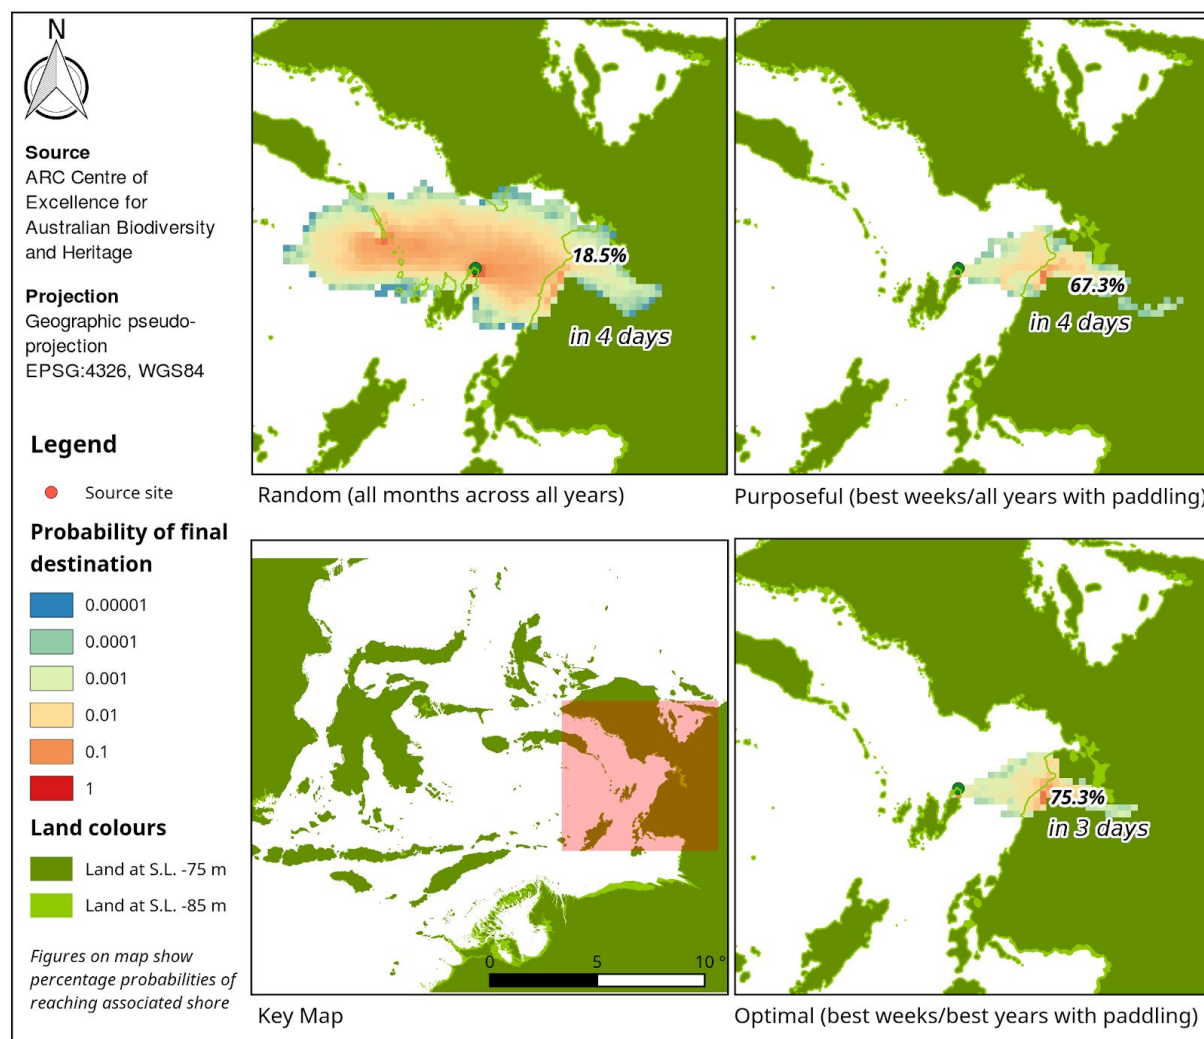 N
Source
ARC Centre of
Excellence for
Australian Biodiversity
and Heritage
Projection
Geographic pseudo-
projection
EPSG:4326, WGS84
Legend
Source site
Probability of final
destination
0.00001
0.0001
0.001
0.01
0.1
1
Land colours
Land at S.L. -75 m
Land at S.L. -85 m
Figures on map show
percentage probabilities of
reaching associated shore
18.5%
in 4 days
Random (all months across all years)
67.3%
in 4 days
Purposeful (best weeks/all years with paddling)
0 5 10 °
Key Map
75.3%
in 3 days
Optimal (best weeks/best years with paddling)